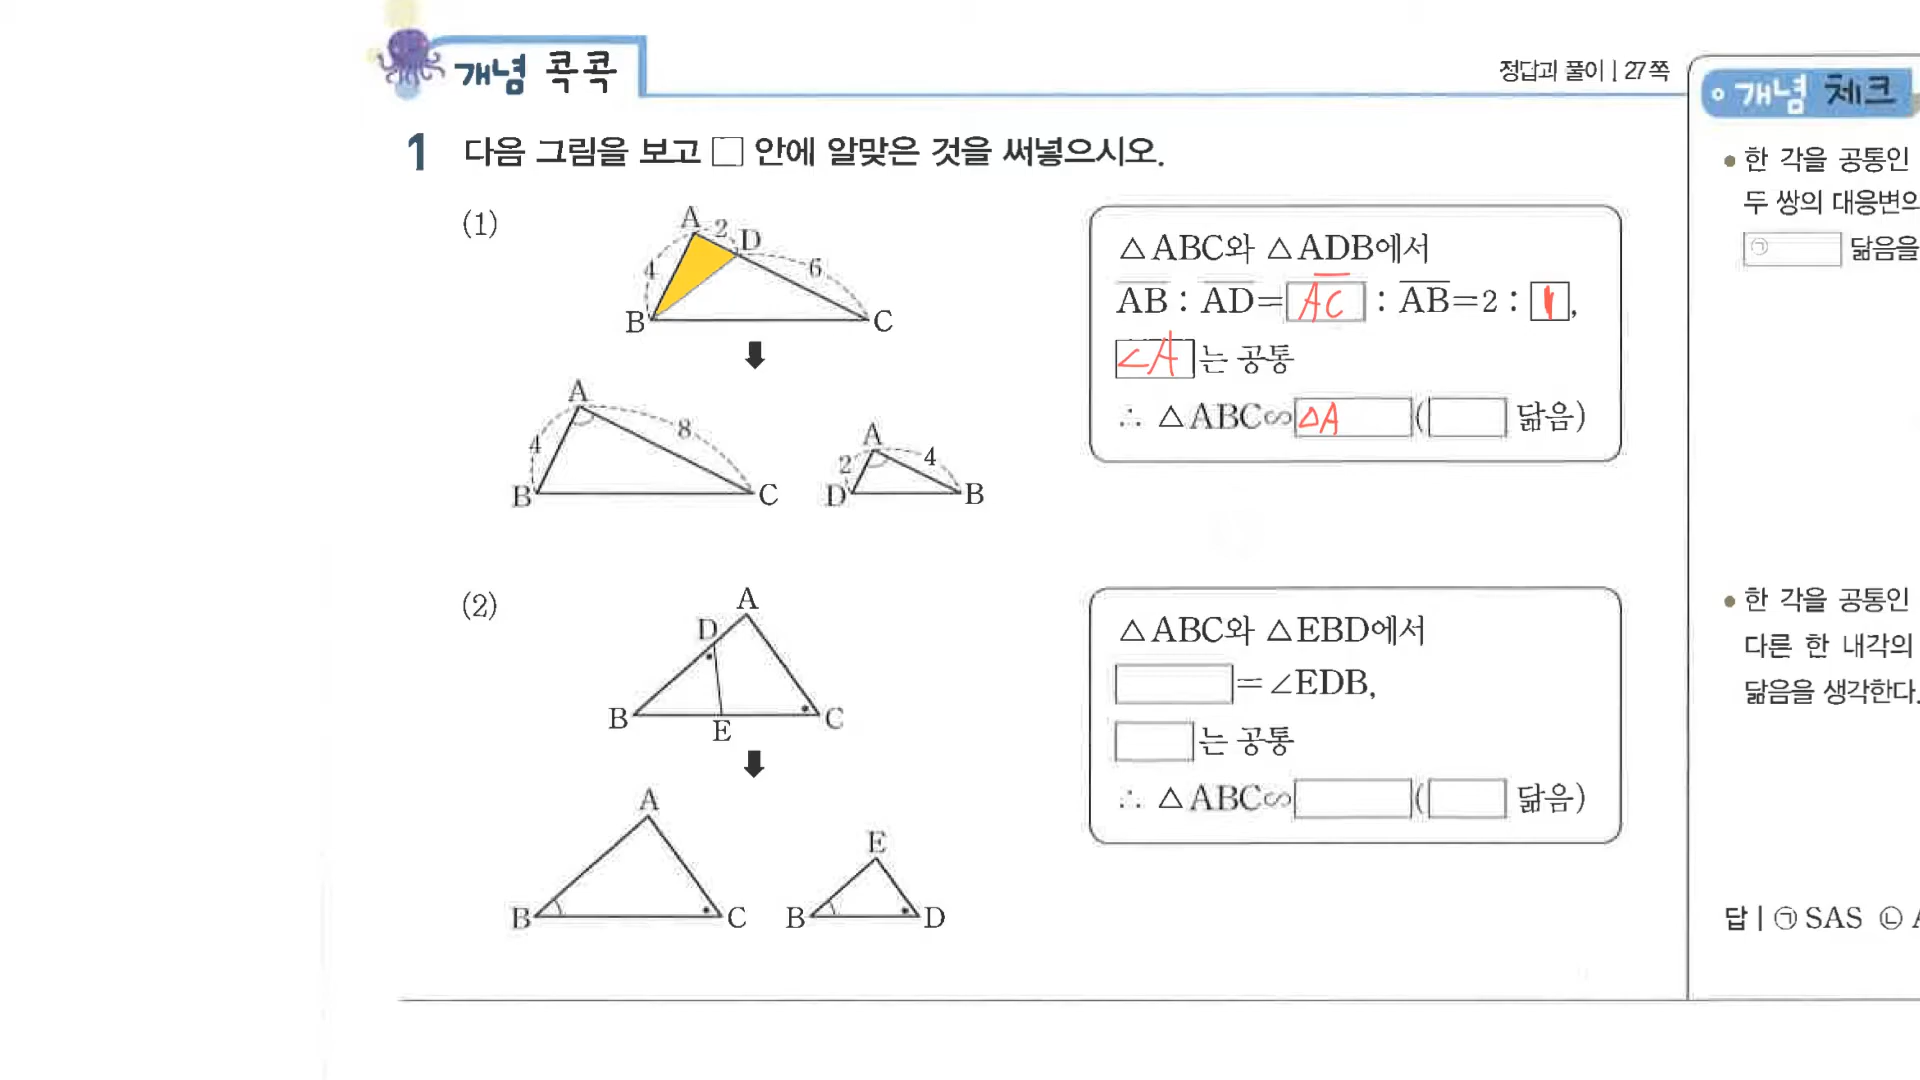 개념 콕콕
정답과 풀이 | 27쪽
1 다음 그림을 보고 □ 안에 알맞은 것을 써넣으시오.
(1)
A
2
D
4
6
B
C
A
4
8
B
C
A
2
4
D
B
△ABC와 △ADB에서
AB : AD = AC : AB = 2 : 1,
∠A 는 공통
∴ △ABC∽ △A ( 닮음)
(2)
A
D
B
E
C
A
B
C
E
B
D
△ABC와 △EBD에서
= ∠EDB,
는 공통
∴ △ABC∽ ( 닮음)
개념 체크
• 한 각을 공통인
두 쌍의 대응변의
㉠ 닮음을
• 한 각을 공통인
다른 한 내각의
닮음을 생각한다.
답 | ㉠ SAS ㉡ A